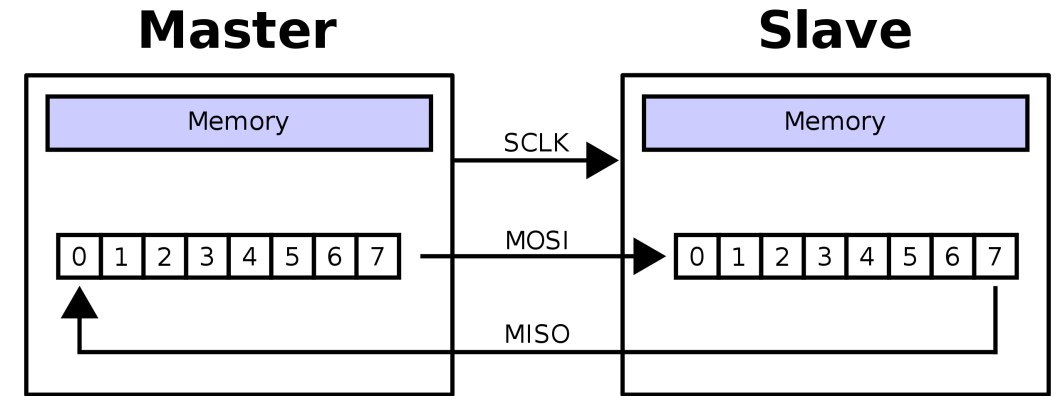 Master Slave
Memory Memory
SCLK
MOSI
0 1 2 3 4 5 6 7 0 1 2 3 4 5 6 7
MISO